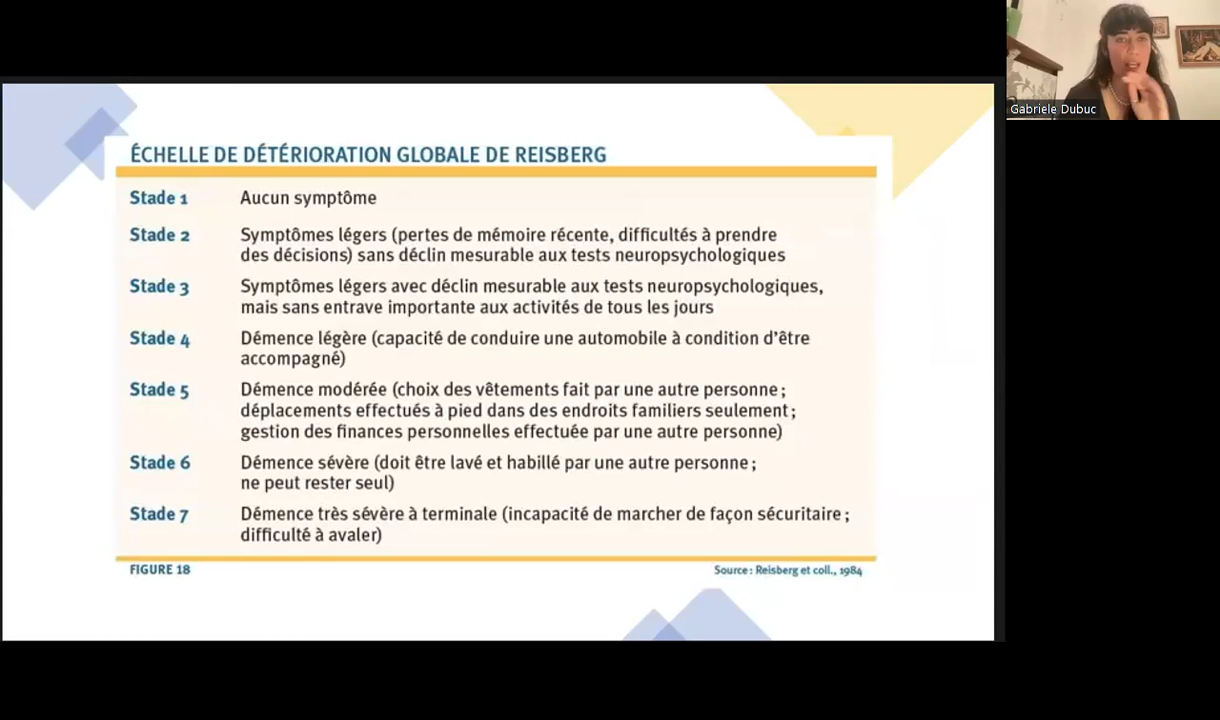 Gabriele Dubuc
ÉCHELLE DE DÉTÉRIORATION GLOBALE DE REISBERG
Stade 1 Aucun symptôme
Stade 2 Symptômes légers (pertes de mémoire récente, difficultés à prendre
des décisions) sans déclin mesurable aux tests neuropsychologiques
Stade 3 Symptômes légers avec déclin mesurable aux tests neuropsychologiques,
mais sans entrave importante aux activités de tous les jours
Stade 4 Démence légère (capacité de conduire une automobile à condition d’être
accompagné)
Stade 5 Démence modérée (choix des vêtements fait par une autre personne ;
déplacements effectués à pied dans des endroits familiers seulement ;
gestion des finances personnelles effectuée par une autre personne)
Stade 6 Démence sévère (doit être lavé et habillé par une autre personne ;
ne peut rester seul)
Stade 7 Démence très sévère à terminale (incapacité de marcher de façon sécuritaire ;
difficulté à avaler)
FIGURE 18 Source : Reisberg et coll., 1984